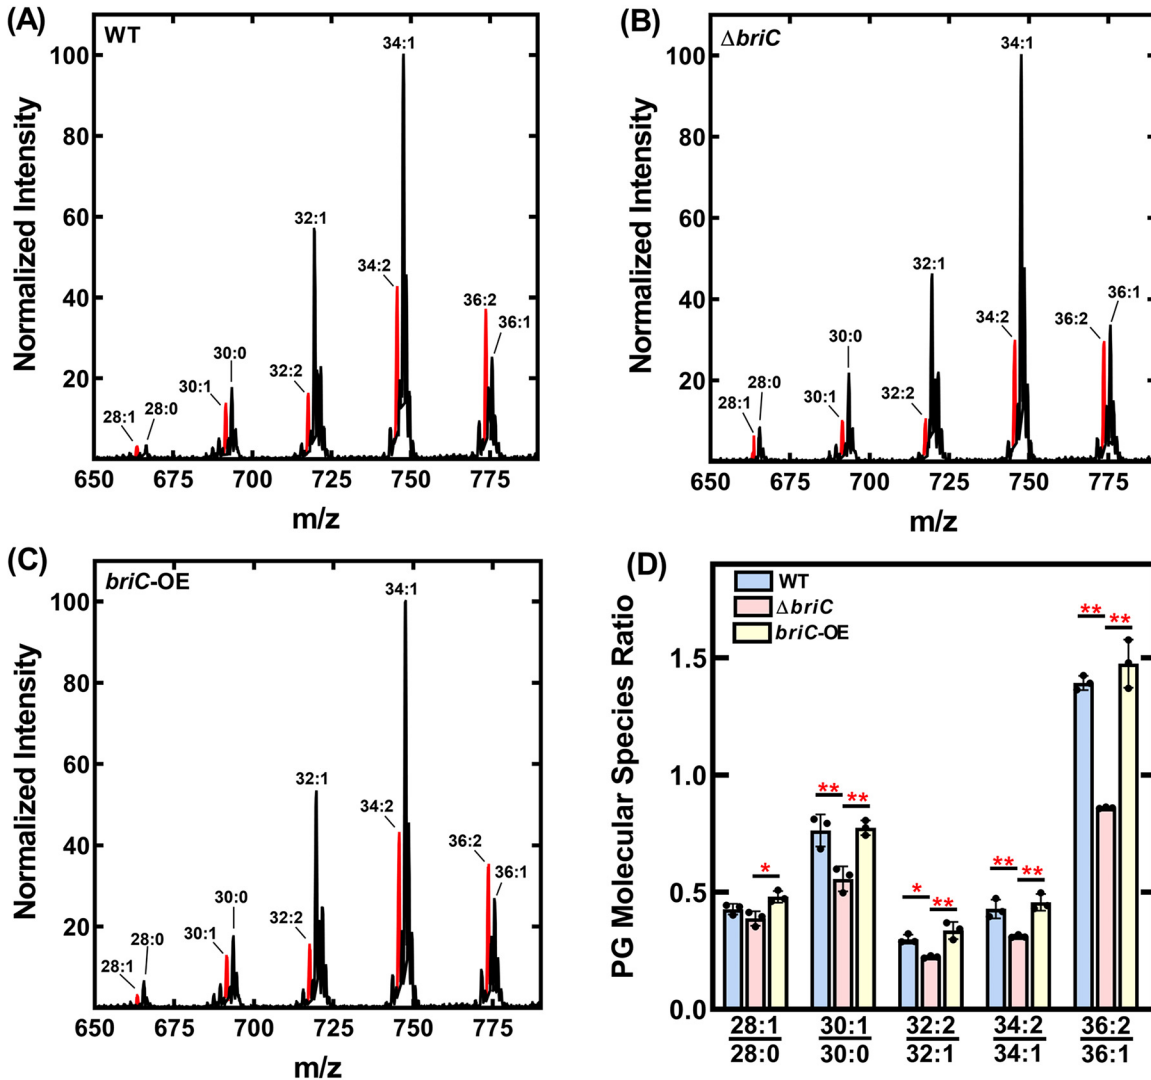 (A)
WT
Normalized Intensity
100
80
60
40
20
28:1
28:0
30:1
30:0
32:2
32:1
34:2
34:1
36:2
36:1
650 675 700 725 750 775
m/z
(B)
ΔbriC
Normalized Intensity
100
80
60
40
20
28:1
28:0
30:1
30:0
32:2
32:1
34:2
34:1
36:2
36:1
650 675 700 725 750 775
m/z
(C)
briC-OE
Normalized Intensity
100
80
60
40
20
28:1
28:0
30:1
30:0
32:2
32:1
34:2
34:1
36:2
36:1
650 675 700 725 750 775
m/z
(D)
WT
ΔbriC
briC-OE
PG Molecular Species Ratio
1.5
1.0
0.5
0.0
*
** **
* **
** **
** **
28:1 30:1 32:2 34:2 36:2
28:0 30:0 32:1 34:1 36:1